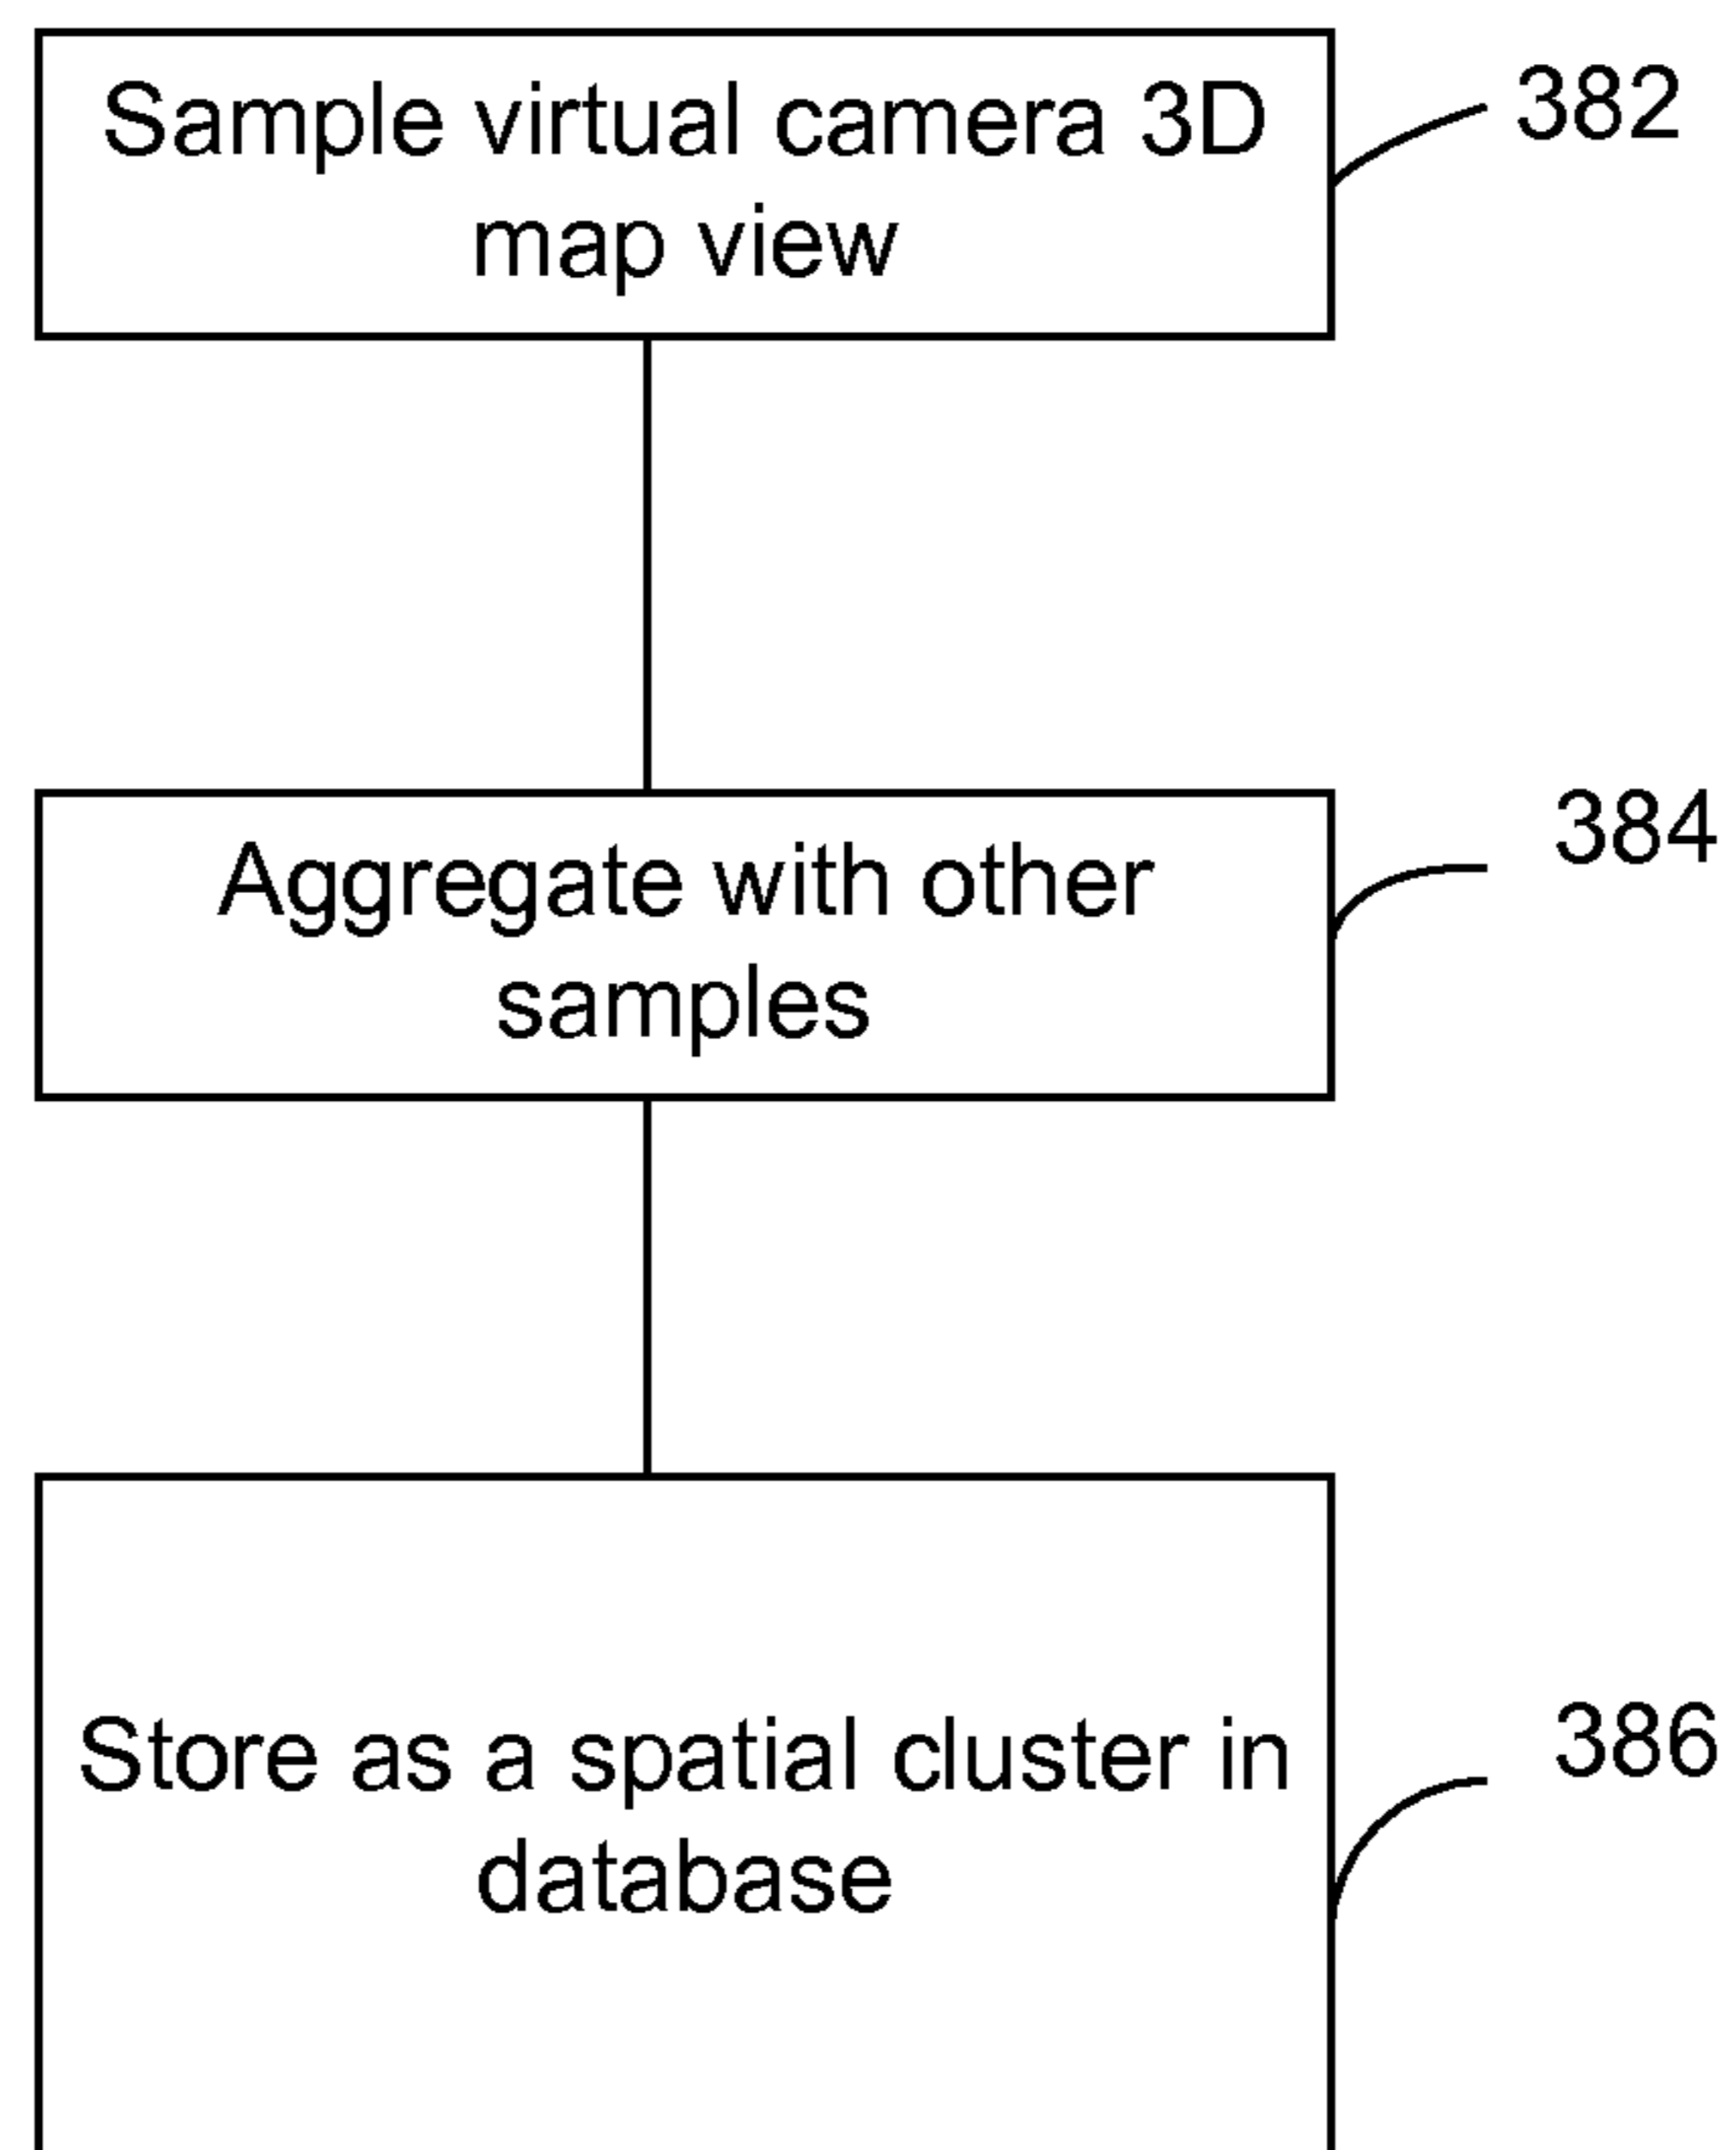 Sample virtual camera 3D
map view
382
Aggregate with other
samples
384
Store as a spatial cluster in
database
386